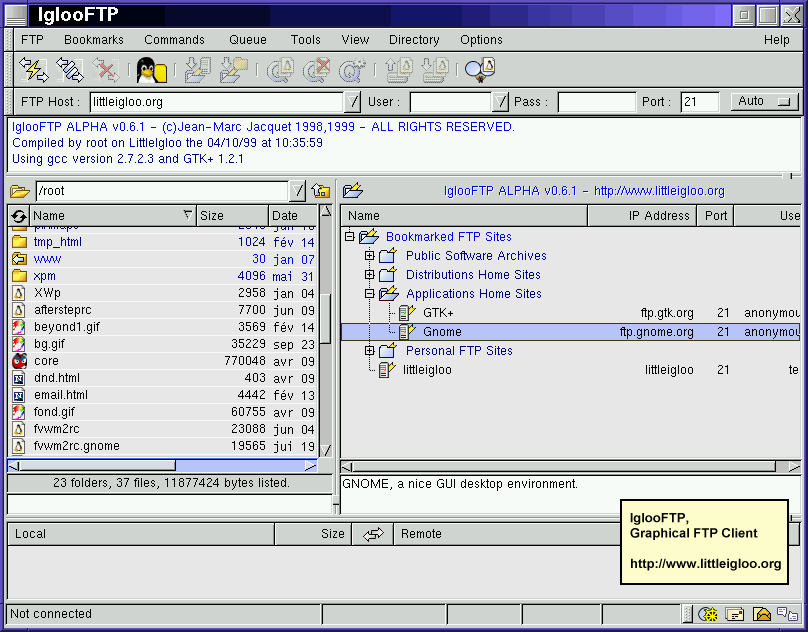 IglooFTP
FTP Bookmarks Commands Queue Tools View Directory Options Help
FTP Host : littleigloo.org User : Pass : Port : 21 Auto
IglooFTP ALPHA v0.6.1 - (c)Jean-Marc Jacquet 1998,1999 - ALL RIGHTS RESERVED.
Compiled by root on LittleIgloo the 04/10/99 at 10:35:59
Using gcc version 2.7.2.3 and GTK+ 1.2.1
/root
Name Size Date
tmp_html 1024 fév 14
www 30 jan 07
xpm 4096 mai 31
XWp 2958 jan 04
aftersteprc 7700 jun 09
beyond1.gif 3569 fév 14
bg.gif 35229 sep 23
core 770048 avr 09
dnd.html 403 avr 09
email.html 4442 fév 13
fond.gif 60755 avr 09
fvwm2rc 23088 jun 04
fvwm2rc.gnome 19565 jui 19
23 folders, 37 files, 11877424 bytes listed.
IglooFTP ALPHA v0.6.1 - http://www.littleigloo.org
Name IP Address Port Use
Bookmarked FTP Sites
Public Software Archives
Distributions Home Sites
Applications Home Sites
GTK+ ftp.gtk.org 21 anonymou
Gnome ftp.gnome.org 21 anonymou
Personal FTP Sites
littleigloo littleigloo 21 te
GNOME, a nice GUI desktop environment.
Local Size Remote
IglooFTP,
Graphical FTP Client
http://www.littleigloo.org
Not connected